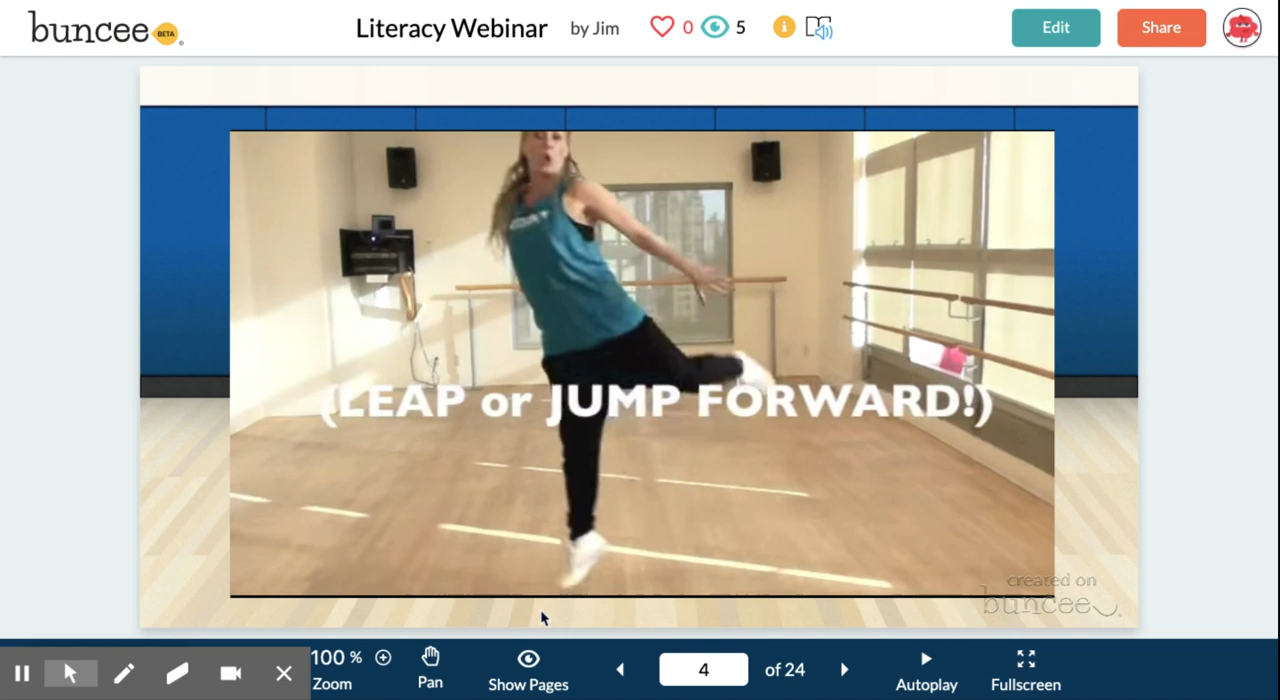 buncee BETA
Literacy Webinar by Jim 0 5 Edit Share
(LEAP or JUMP FORWARD!)
created on
buncee
100 % Zoom
Pan
Show Pages
4 of 24
Autoplay
Fullscreen